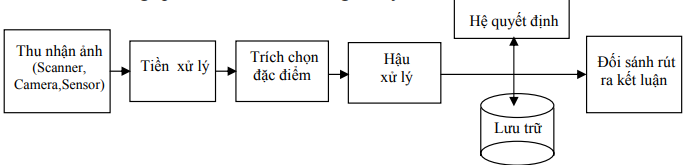 Hệ quyết định
Thu nhận ảnh
(Scanner,
Camera,Sensor)
Tiền xử lý
Trích chọn
đặc điểm
Hậu
xử lý
Đối sánh rút
ra kết luận
Lưu trữ